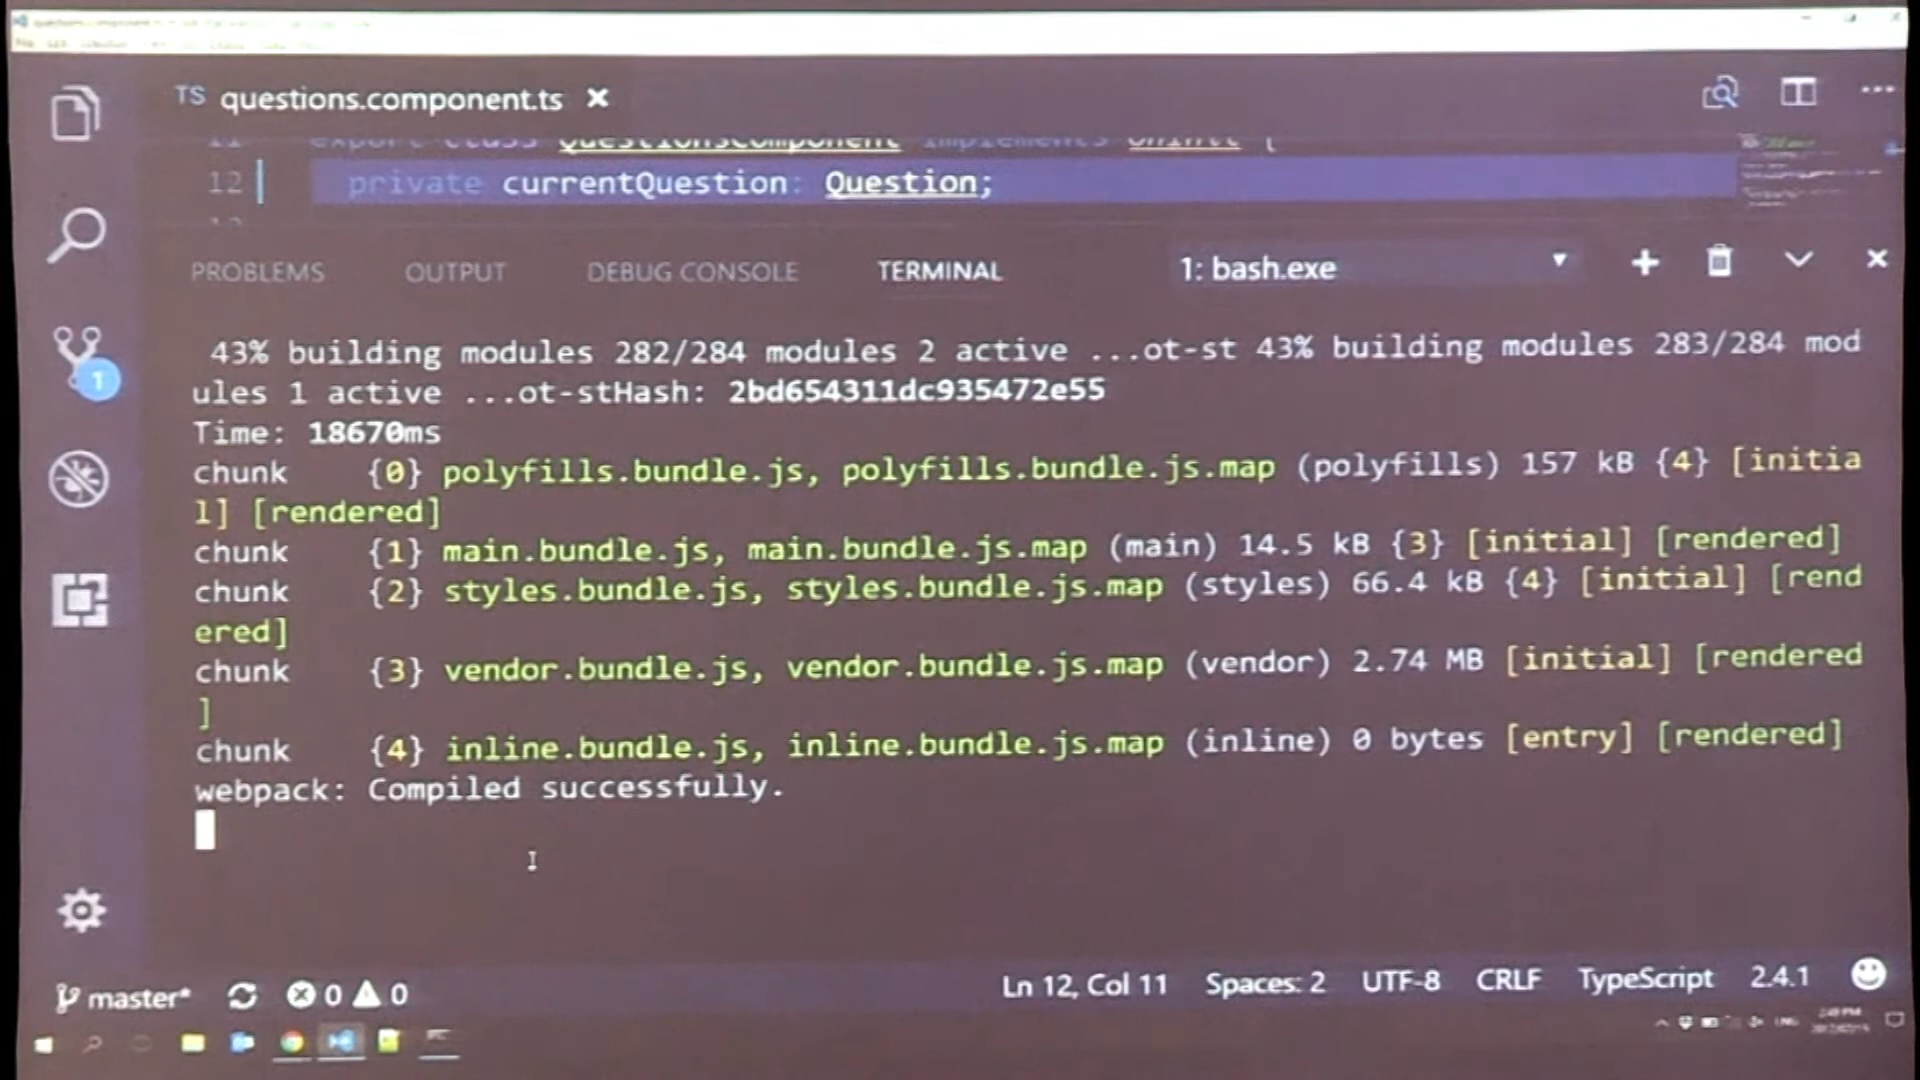 TS questions.component.ts
11 export class QuestionsComponent implements OnInit {
12 private currentQuestion: Question;
PROBLEMS OUTPUT DEBUG CONSOLE TERMINAL 1: bash.exe
43% building modules 282/284 modules 2 active ...ot-st 43% building modules 283/284 mod
ules 1 active ...ot-stHash: 2bd654311dc935472e55
Time: 18670ms
chunk {0} polyfills.bundle.js, polyfills.bundle.js.map (polyfills) 157 kB {4} [initia
l] [rendered]
chunk {1} main.bundle.js, main.bundle.js.map (main) 14.5 kB {3} [initial] [rendered]
chunk {2} styles.bundle.js, styles.bundle.js.map (styles) 66.4 kB {4} [initial] [rend
ered]
chunk {3} vendor.bundle.js, vendor.bundle.js.map (vendor) 2.74 MB [initial] [rendered
]
chunk {4} inline.bundle.js, inline.bundle.js.map (inline) 0 bytes [entry] [rendered]
webpack: Compiled successfully.
1
master* 0 0 Ln 12, Col 11 Spaces: 2 UTF-8 CRLF TypeScript 2.4.1